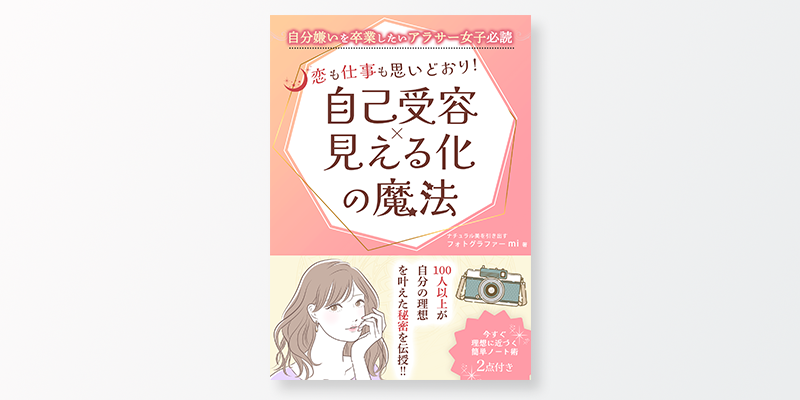 自分嫌いを卒業したいアラサー女子必読
恋も仕事も思いどおり!
自己受容
×
見える化
の魔法
ナチュラル美を引き出す
フォトグラファー mi 著
100人以上が
自分の理想
を叶えた秘密を伝授!!
今すぐ
理想に近づく
簡単ノート術
2点付き